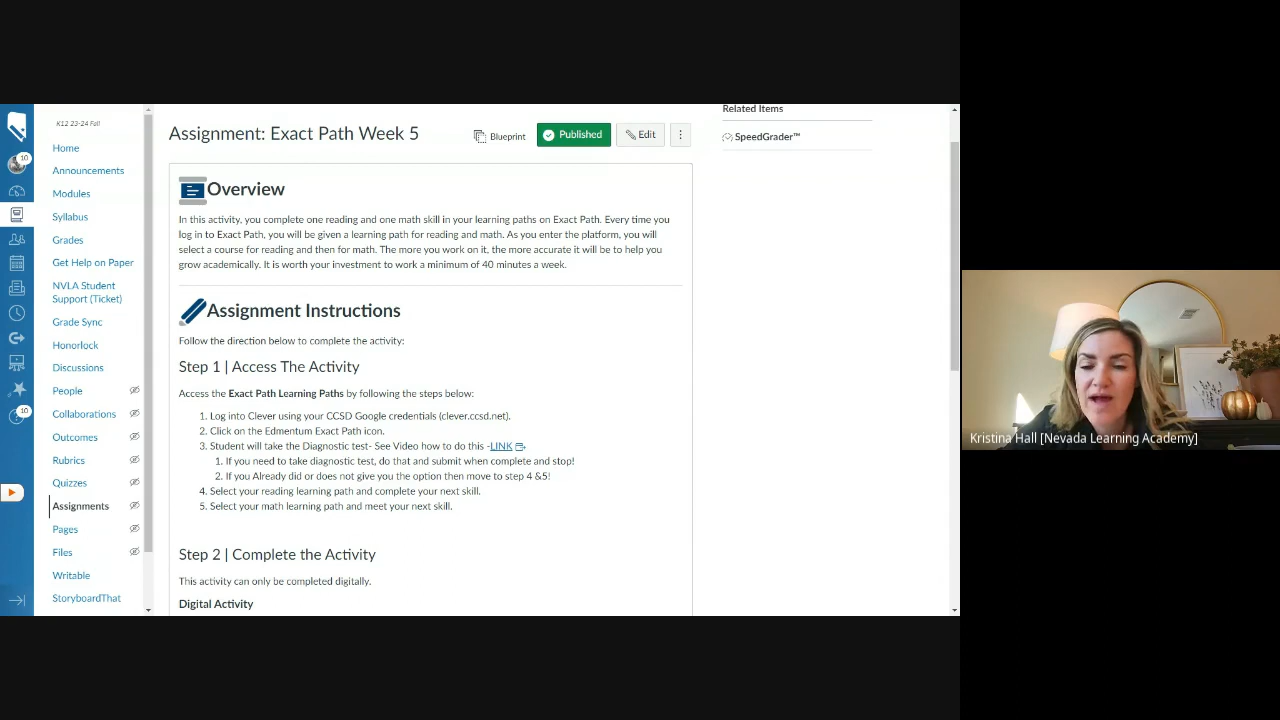 K12 23-24 Fall
Home
Announcements
Modules
Syllabus
Grades
Get Help on Paper
NVLA Student
Support (Ticket)
Grade Sync
Honorlock
Discussions
People
Collaborations
Outcomes
Rubrics
Quizzes
Assignments
Pages
Files
Writable
StoryboardThat
10
10
Assignment: Exact Path Week 5
Blueprint
Published
Edit
Related Items
SpeedGrader™
Overview
In this activity, you complete one reading and one math skill in your learning paths on Exact Path. Every time you
log in to Exact Path, you will be given a learning path for reading and math. As you enter the platform, you will
select a course for reading and then for math. The more you work on it, the more accurate it will be to help you
grow academically. It is worth your investment to work a minimum of 40 minutes a week.
Assignment Instructions
Follow the direction below to complete the activity:
Step 1 | Access The Activity
Access the Exact Path Learning Paths by following the steps below:
1. Log into Clever using your CCSD Google credentials (clever.ccsd.net).
2. Click on the Edmentum Exact Path icon.
3. Student will take the Diagnostic test- See Video how to do this -LINK
1. If you need to take diagnostic test, do that and submit when complete and stop!
2. If you Already did or does not give you the option then move to step 4 &5!
4. Select your reading learning path and complete your next skill.
5. Select your math learning path and meet your next skill.
Step 2 | Complete the Activity
This activity can only be completed digitally.
Digital Activity
Kristina Hall [Nevada Learning Academy]